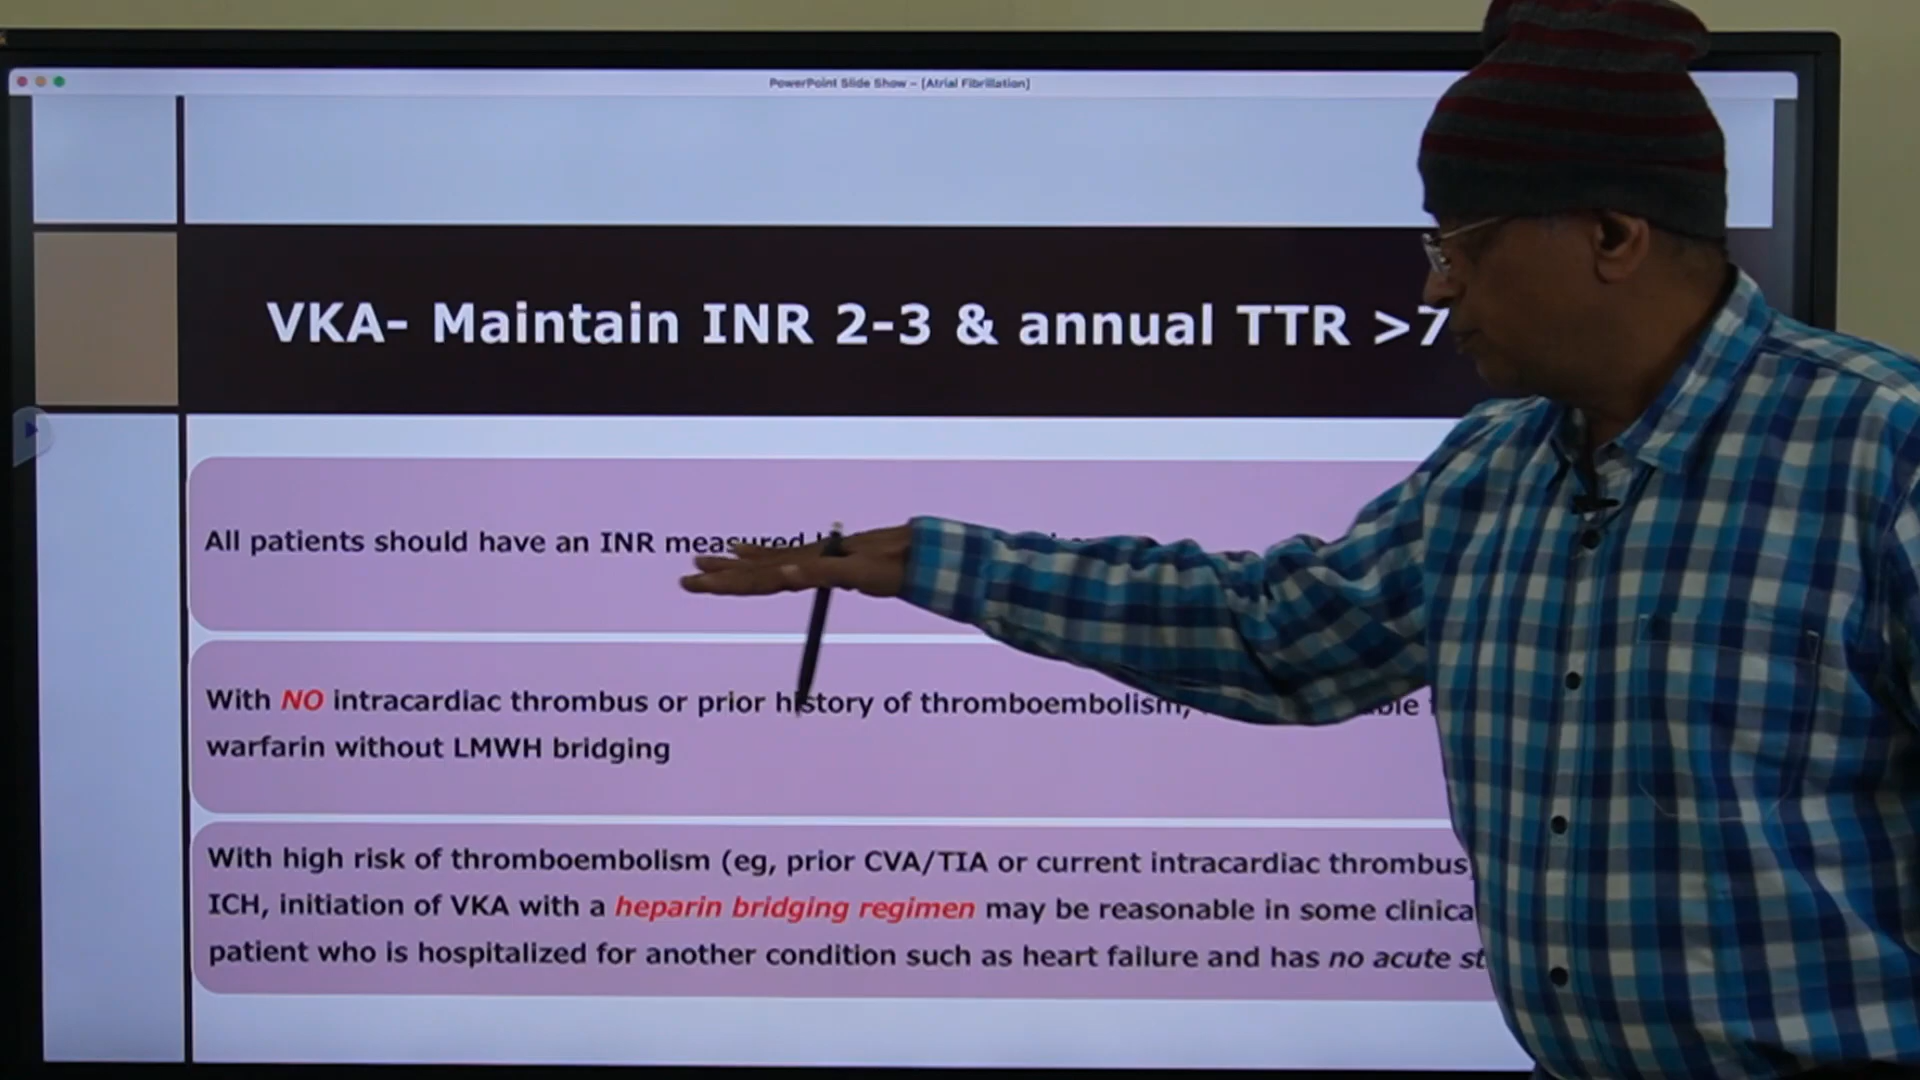 PowerPoint Slide Show – [Atrial Fibrillation]
VKA- Maintain INR 2-3 & annual TTR >7
All patients should have an INR measured
With NO intracardiac thrombus or prior history of thromboembolism,
warfarin without LMWH bridging
With high risk of thromboembolism (eg, prior CVA/TIA or current intracardiac thrombus
ICH, initiation of VKA with a heparin bridging regimen may be reasonable in some
patient who is hospitalized for another condition such as heart failure and has no acute